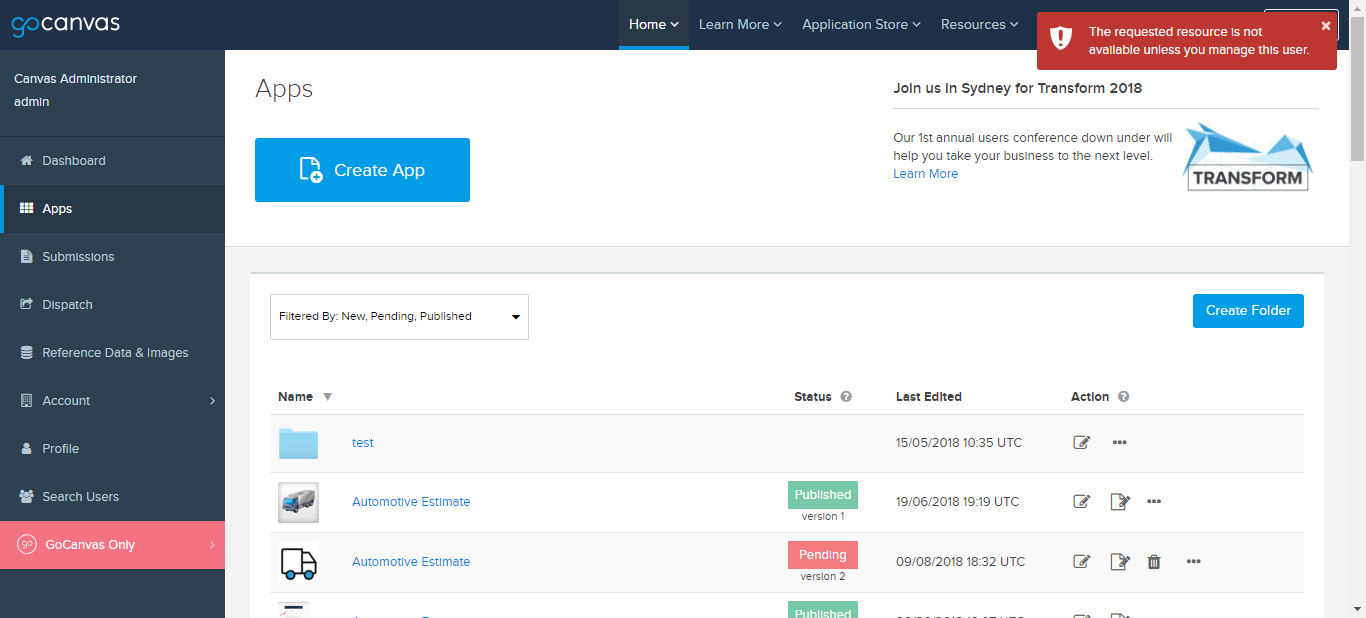 gocanvas
Home
Learn More
Application Store
Resources
The requested resource is not
available unless you manage this user.
Canvas Administrator
admin
Dashboard
Apps
Submissions
Dispatch
Reference Data & Images
Account
Profile
Search Users
go GoCanvas Only
Apps
Create App
Join us in Sydney for Transform 2018
Our 1st annual users conference down under will
help you take your business to the next level.
Learn More
TRANSFORM
Filtered By: New, Pending, Published
Create Folder
Name
Status ?
Last Edited
Action ?
test
15/05/2018 10:35 UTC
Automotive Estimate
Published
version 1
19/06/2018 19:19 UTC
Automotive Estimate
Pending
version 2
09/08/2018 18:32 UTC
Published